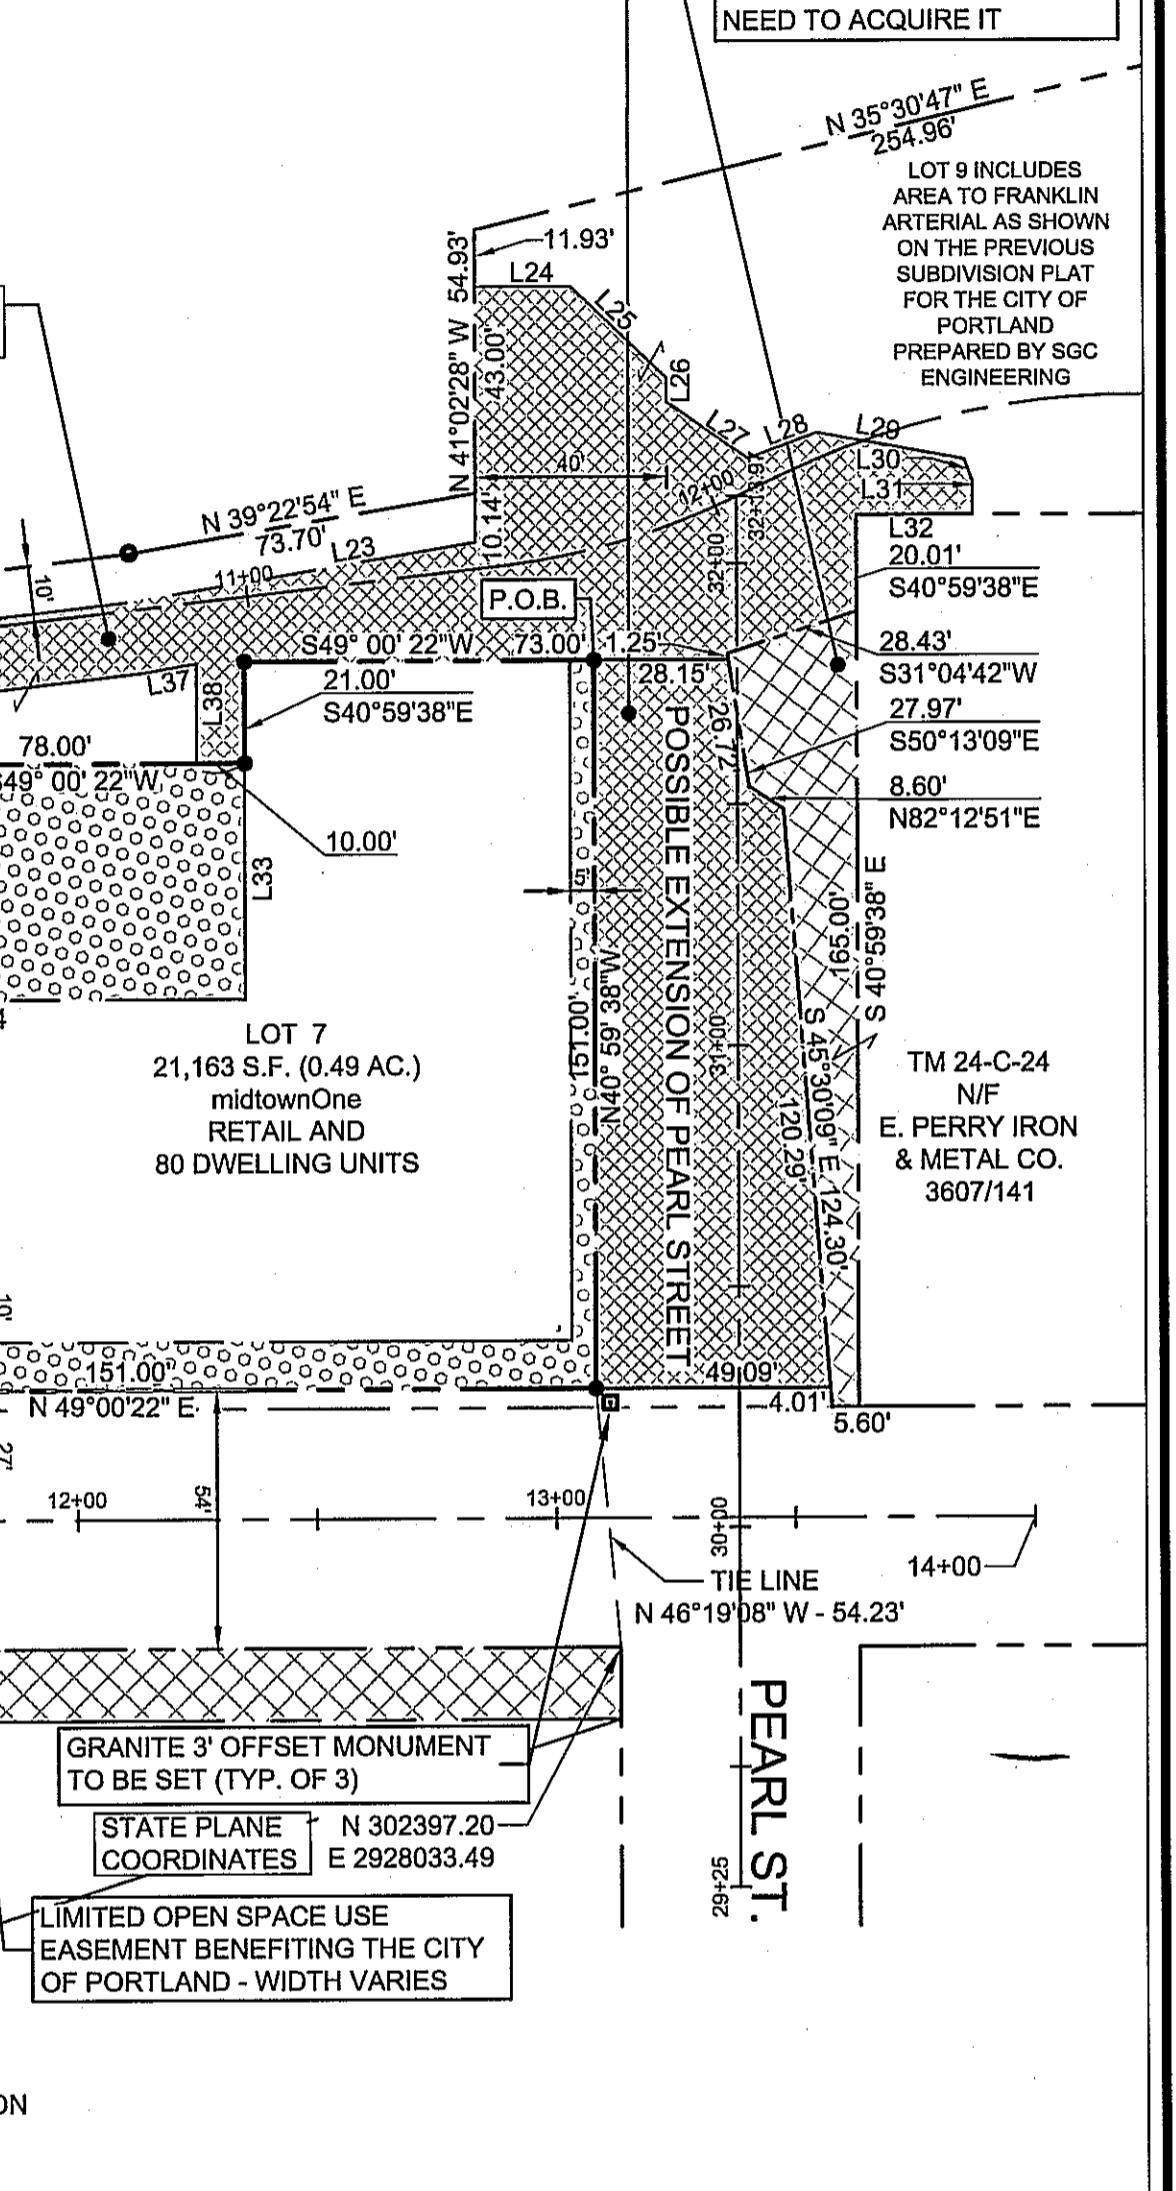 NEED TO ACQUIRE IT
N 35°30'47" E
254.96'
LOT 9 INCLUDES
AREA TO FRANKLIN
ARTERIAL AS SHOWN
ON THE PREVIOUS
SUBDIVISION PLAT
FOR THE CITY OF
PORTLAND
PREPARED BY SGC
ENGINEERING
11.93'
N 41°02'28" W 54.93'
43.00'
L24
L25
L26
L27
L28
L29
L30
L31
L32
40'
12+00
32+13.97
32+00
10.14'
N 39°22'54" E
73.70'
L23
11+00
10'
P.O.B.
20.01'
S40°59'38"E
S49° 00' 22"W
73.00'
1.25'
28.15'
28.43'
S31°04'42"W
L37
L38
21.00'
S40°59'38"E
26.72'
27.97'
S50°13'09"E
78.00'
S49° 00' 22"W
8.60'
N82°12'51"E
10.00'
L33
5'
POSSIBLE EXTENSION OF PEARL STREET
195.00'
S 40°59'38" E
151.00'
N40° 59' 38"W
31+00
S 45°30'09" E 124.30'
120.29'
LOT 7
21,163 S.F. (0.49 AC.)
midtownOne
RETAIL AND
80 DWELLING UNITS
TM 24-C-24
N/F
E. PERRY IRON
& METAL CO.
3607/141
10'
151.00'
N 49°00'22" E
49.09'
4.01'
5.60'
27'
54'
12+00
13+00
30+00
14+00
TIE LINE
N 46°19'08" W - 54.23'
PEARL ST.
29+25
GRANITE 3' OFFSET MONUMENT
TO BE SET (TYP. OF 3)
STATE PLANE
COORDINATES
N 302397.20
E 2928033.49
LIMITED OPEN SPACE USE
EASEMENT BENEFITING THE CITY
OF PORTLAND - WIDTH VARIES
ON